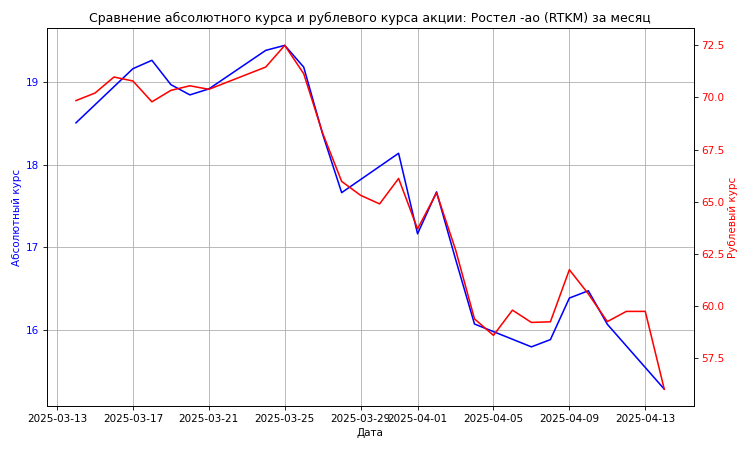 Сравнение абсолютного курса и рублевого курса акции: Ростел -ао (RTKM) за месяц
Абсолютный курс
19
18
17
16
72.5
70.0
67.5
65.0
62.5
60.0
57.5
Рублевый курс
2025-03-13 2025-03-17 2025-03-21 2025-03-25 2025-03-29 2025-04-01 2025-04-05 2025-04-09 2025-04-13
Дата